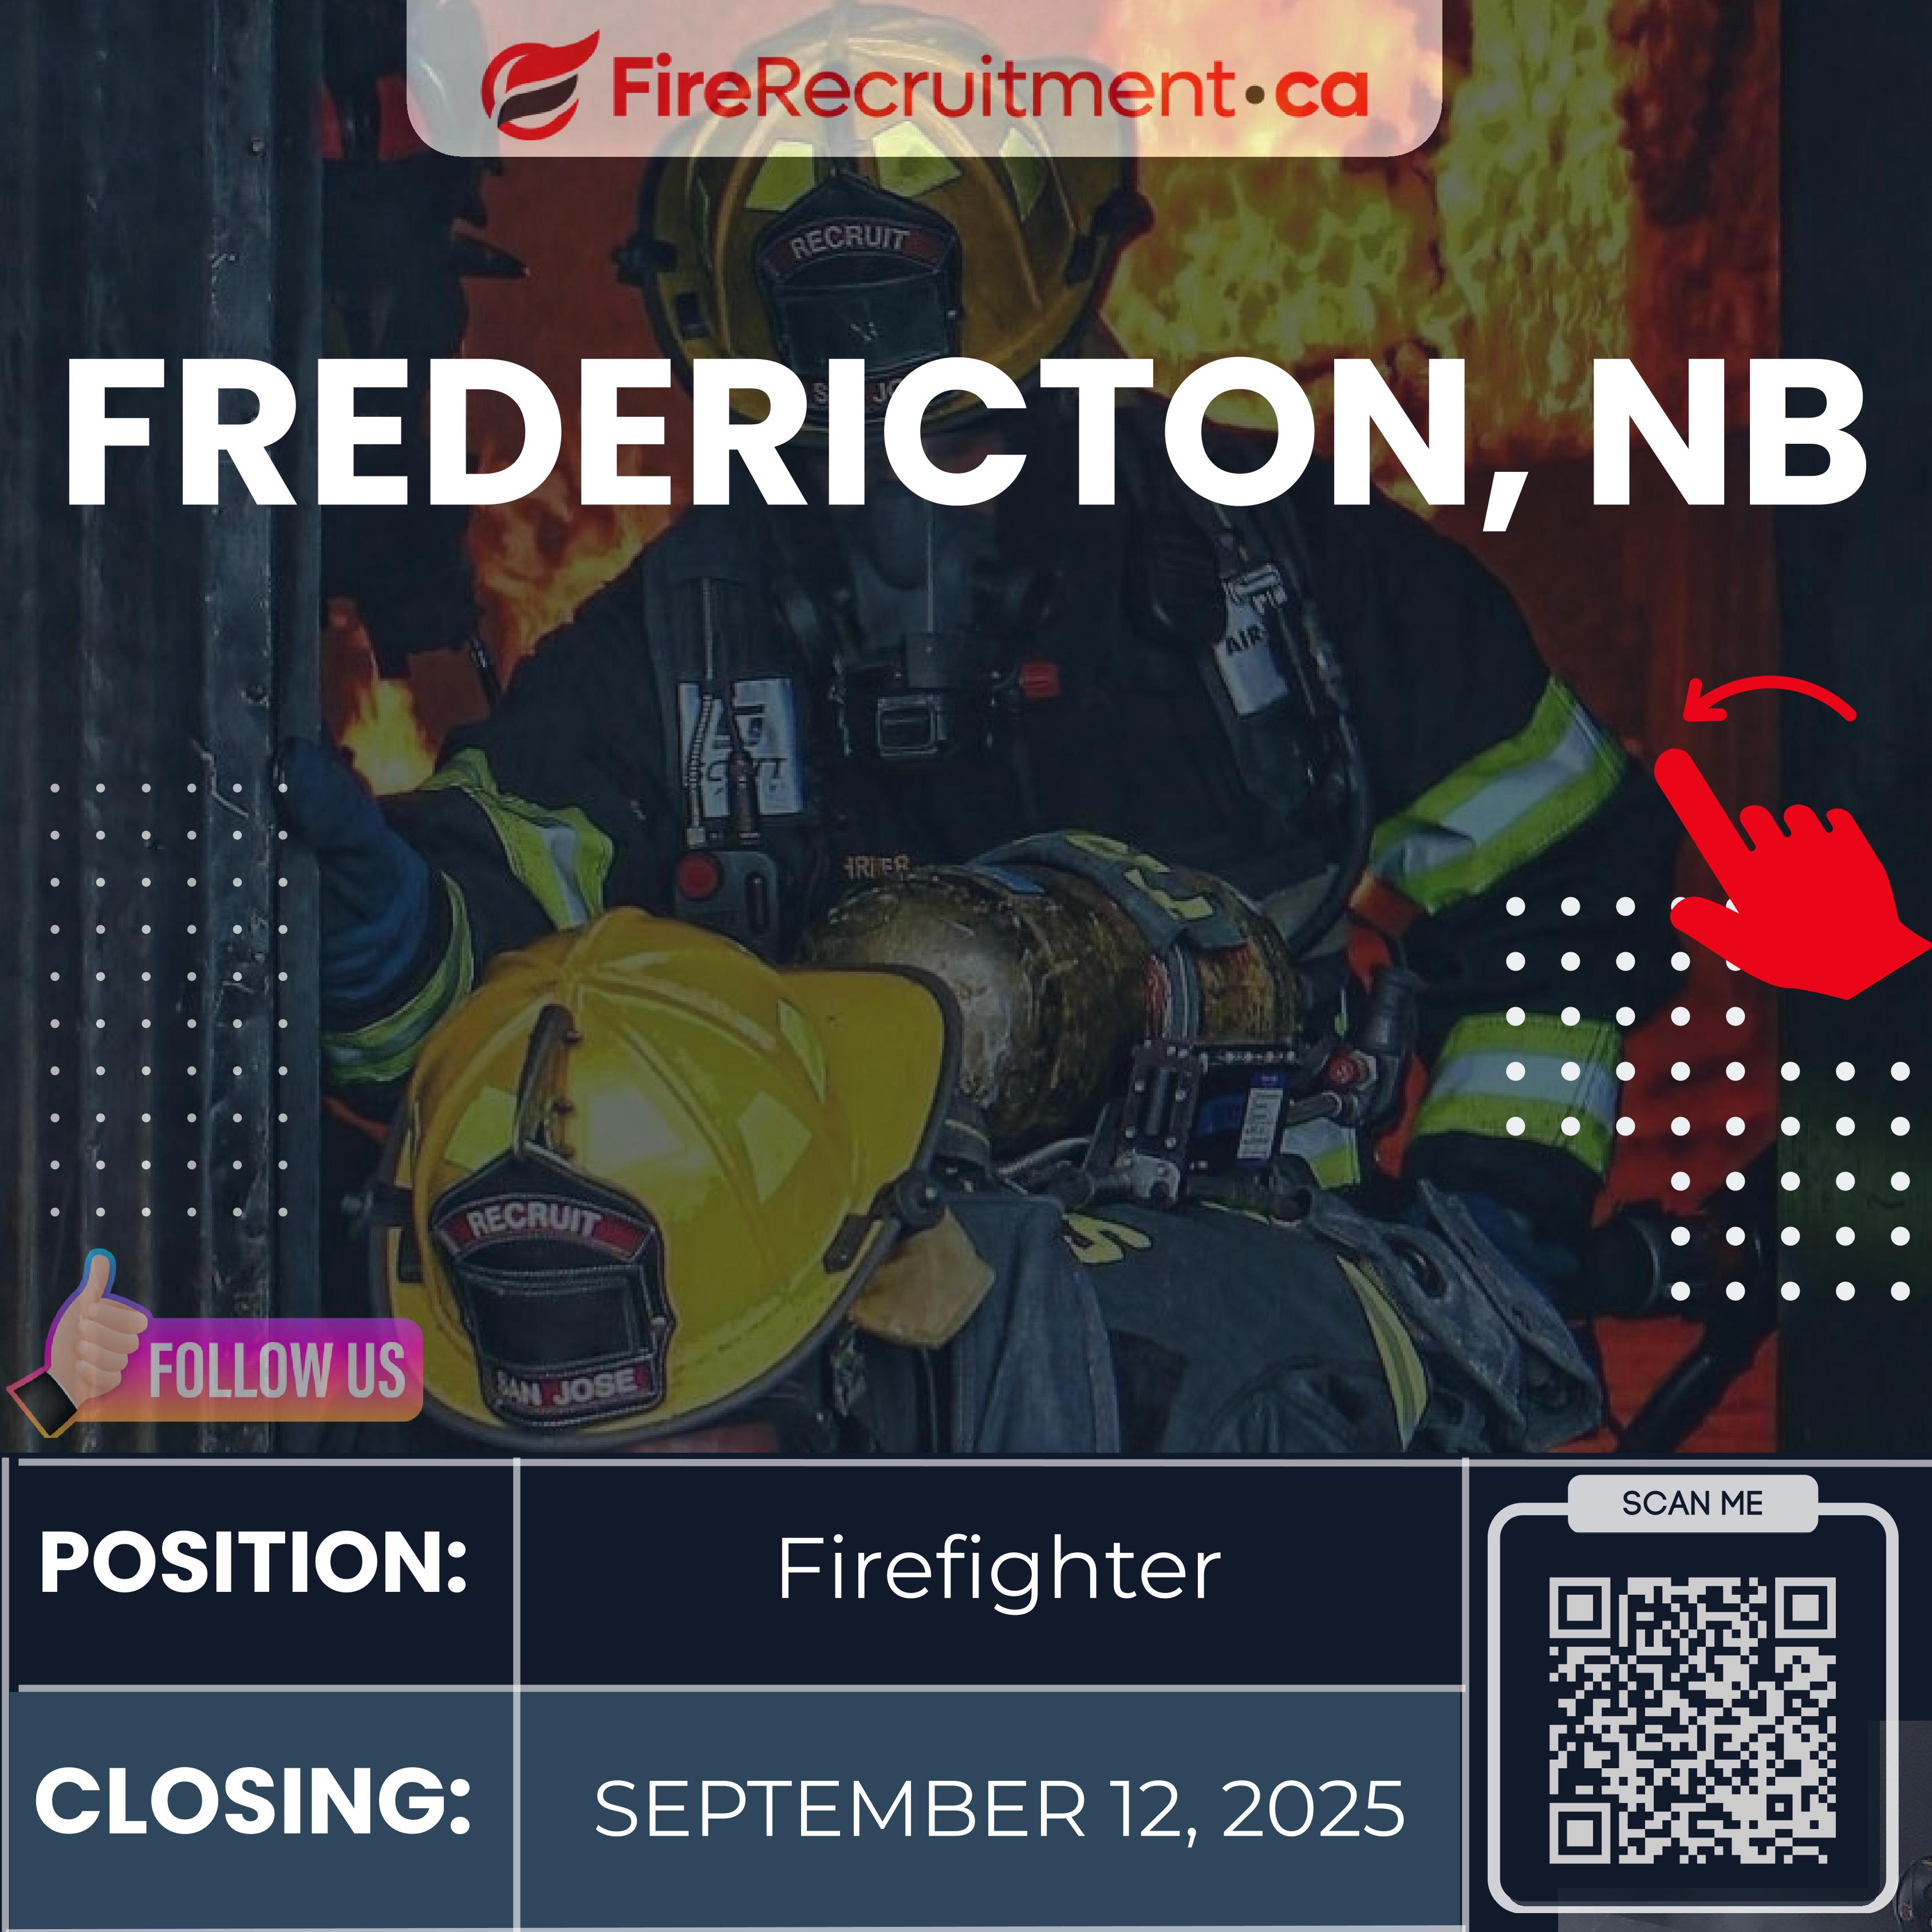 FireRecruitment.ca
RECRUIT
FREDERICTON, NB
AIR
RECRUIT
SAN JOSE
FOLLOW US
POSITION:
Firefighter
SCAN ME
CLOSING:
SEPTEMBER 12, 2025